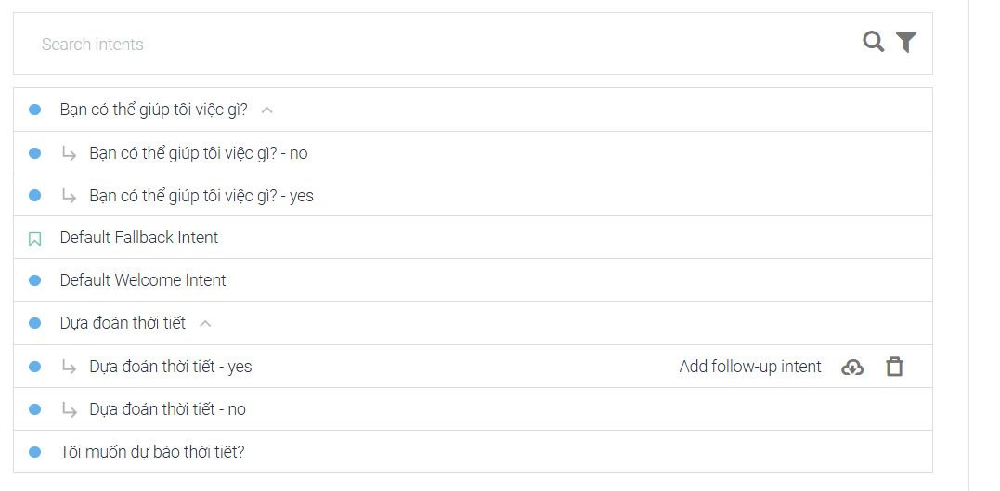 Search intents
Bạn có thể giúp tôi việc gì?
Bạn có thể giúp tôi việc gì? - no
Bạn có thể giúp tôi việc gì? - yes
Default Fallback Intent
Default Welcome Intent
Dựa đoán thời tiết
Dựa đoán thời tiết - yes Add follow-up intent
Dựa đoán thời tiết - no
Tôi muốn dự báo thời tiêt?